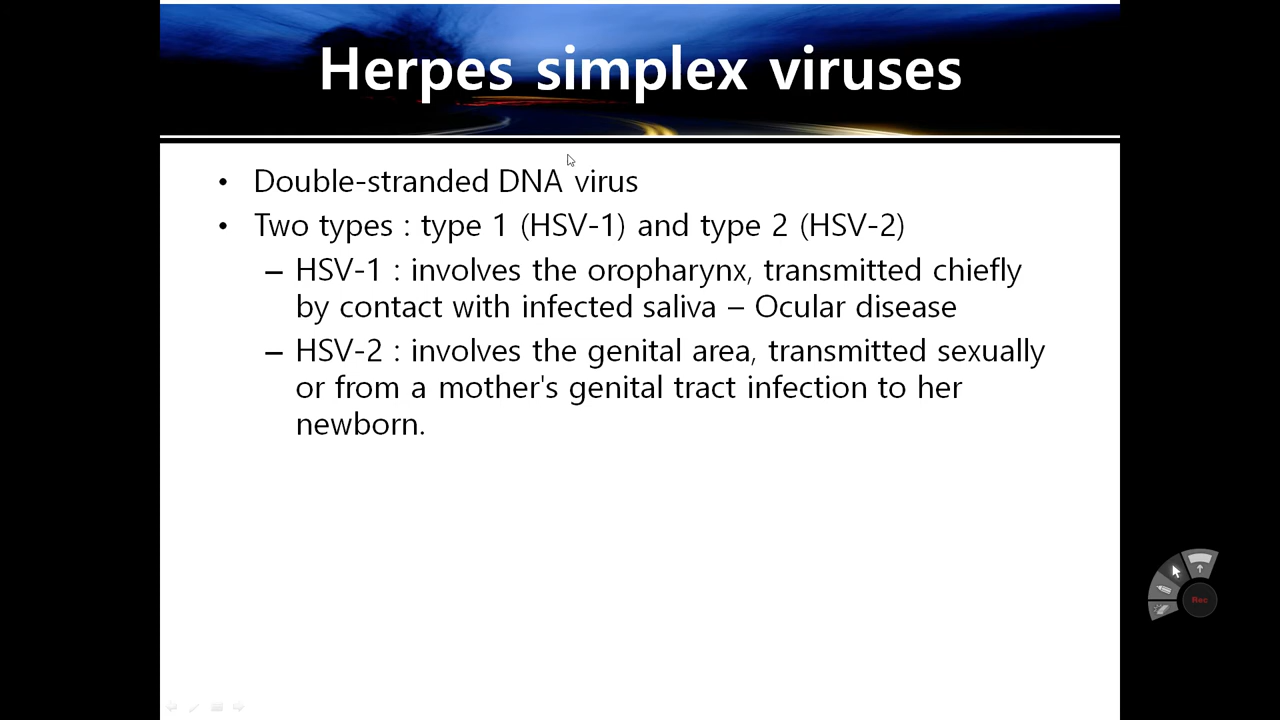 Herpes simplex viruses
• Double-stranded DNA virus
• Two types : type 1 (HSV-1) and type 2 (HSV-2)
– HSV-1 : involves the oropharynx, transmitted chiefly
by contact with infected saliva – Ocular disease
– HSV-2 : involves the genital area, transmitted sexually
or from a mother's genital tract infection to her
newborn.
Rec